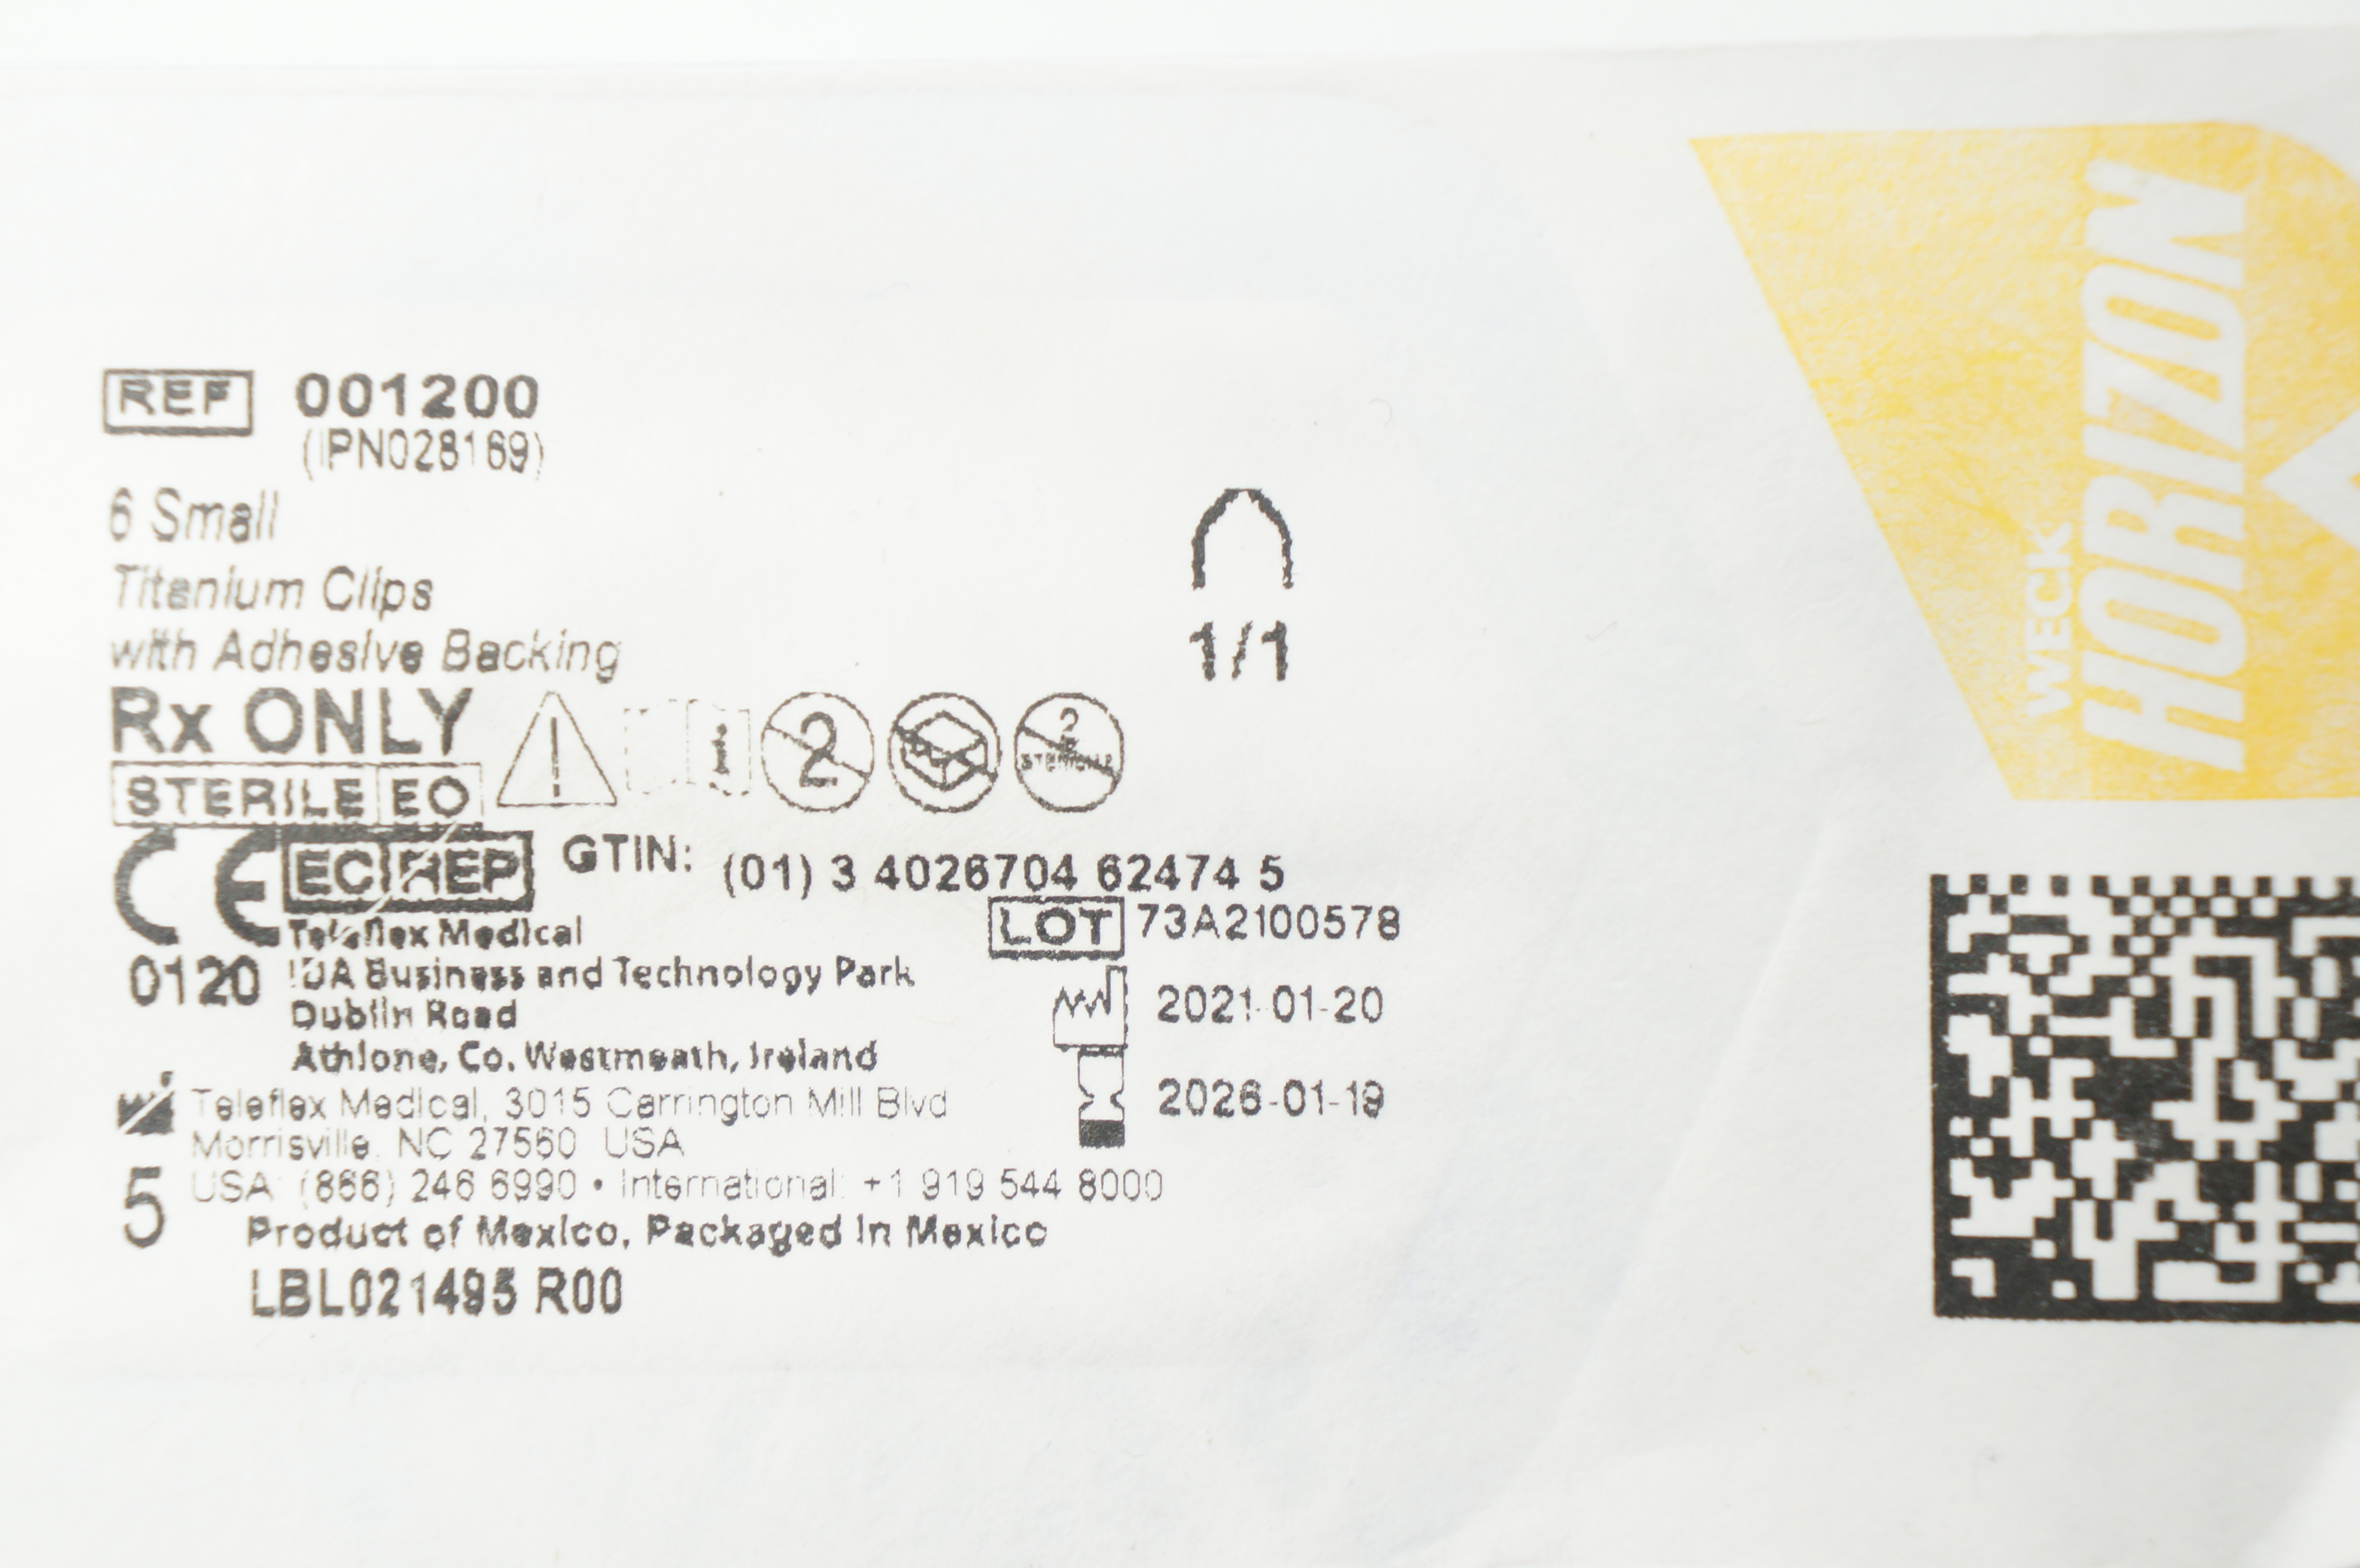 REF 001200
(IPN028169)
6 Small
Titanium Clips
with Adhesive Backing
1/1
Rx ONLY
2
2
STERILE EO
CE
EC REP
GTIN: (01) 3 4026704 62474 5
0120
Teleflex Medical
IDA Business and Technology Park
Dublin Road
Athlone, Co. Westmeath, Ireland
LOT 73A2100578
2021-01-20
2026-01-19
Teleflex Medical, 3015 Carrington Mill Blvd
Morrisville, NC 27560 USA
5
USA: (866) 246 6990 • International: +1 919 544 8000
Product of Mexico, Packaged in Mexico
LBL021495 R00
WECK
HORIZON